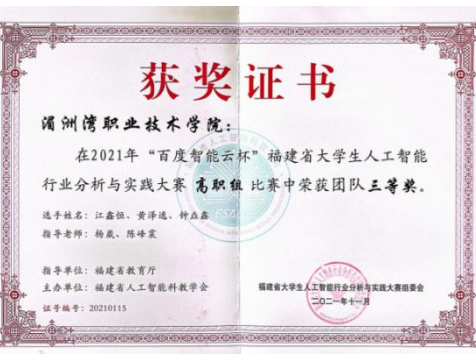 获奖证书
湄洲湾职业技术学院：
在2021年“百度智能云杯”福建省大学生人工智能
行业分析与实践大赛 高职组 比赛中荣获团队 三等奖。
选手姓名：江鑫恒、黄泽选、钟垚鑫
指导老师：杨崴、陈峰震
指导单位：福建省教育厅
主办单位：福建省人工智能科教学会
证书编号：20210115
福建省大学生人工智能行业分析与实践大赛组委会
二〇二一年十一月